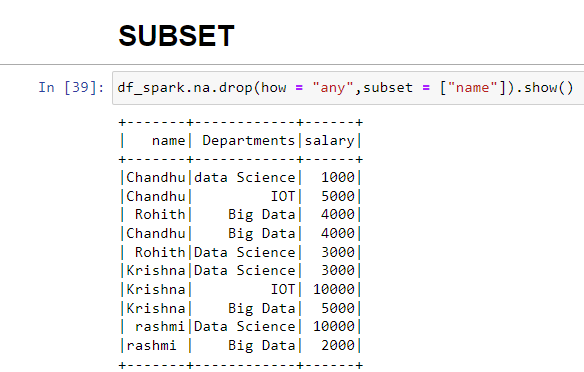 SUBSET
In [39]: df_spark.na.drop(how = "any",subset = ["name"]).show()
+-------+------------+------+
|   name| Departments|salary|
+-------+------------+------+
|Chandhu|data Science|  1000|
|Chandhu|         IOT|  5000|
| Rohith|    Big Data|  4000|
|Chandhu|    Big Data|  4000|
| Rohith|Data Science|  3000|
|Krishna|Data Science|  3000|
|Krishna|         IOT| 10000|
|Krishna|    Big Data|  5000|
| rashmi|Data Science| 10000|
|rashmi |    Big Data|  2000|
+-------+------------+------+